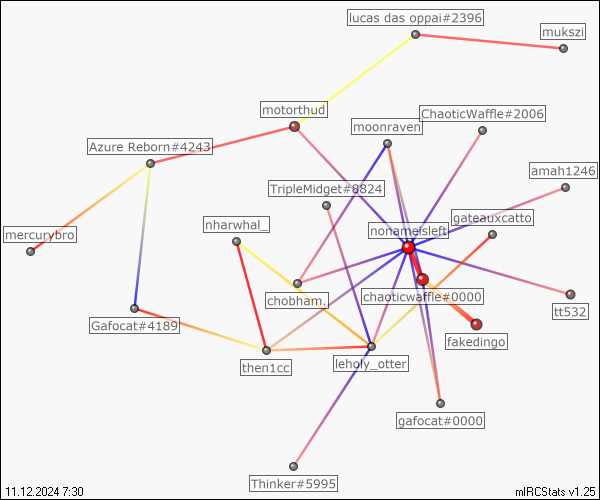 lucas das oppai#2396
mukszi
motorthud
ChaoticWaffle#2006
moonraven
Azure Reborn#4243
amah1246
TripleMidget#8824
gateauxcatto
nharwhal_
nonameisleft
mercurybro
chobham_
chaoticwaffle#0000
tt532
Gafocat#4189
fakedingo
then1cc
leholy_otter
gafocat#0000
Thinker#5995
11.12.2024 7:30
mIRCStats v1.25